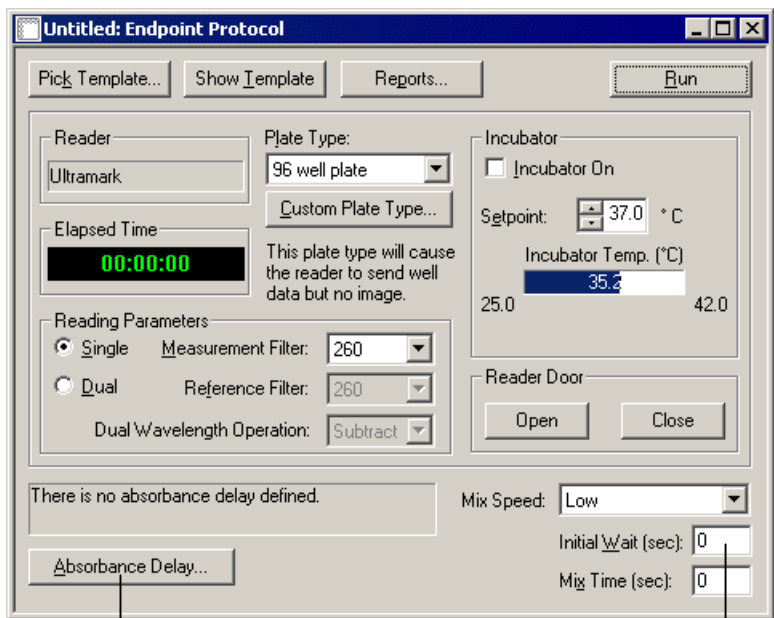 Untitled: Endpoint Protocol
Pick Template...
Show Template
Reports...
Run
Reader
Ultramark
Plate Type:
96 well plate
Custom Plate Type...
This plate type will cause
the reader to send well
data but no image.
Elapsed Time
00:00:00
Incubator
Incubator On
Setpoint: 37.0 ° C
Incubator Temp. (°C)
35.2
25.0 42.0
Reading Parameters
Single Measurement Filter: 260
Dual Reference Filter: 260
Dual Wavelength Operation: Subtract
Reader Door
Open
Close
There is no absorbance delay defined.
Absorbance Delay...
Mix Speed: Low
Initial Wait (sec): 0
Mix Time (sec): 0